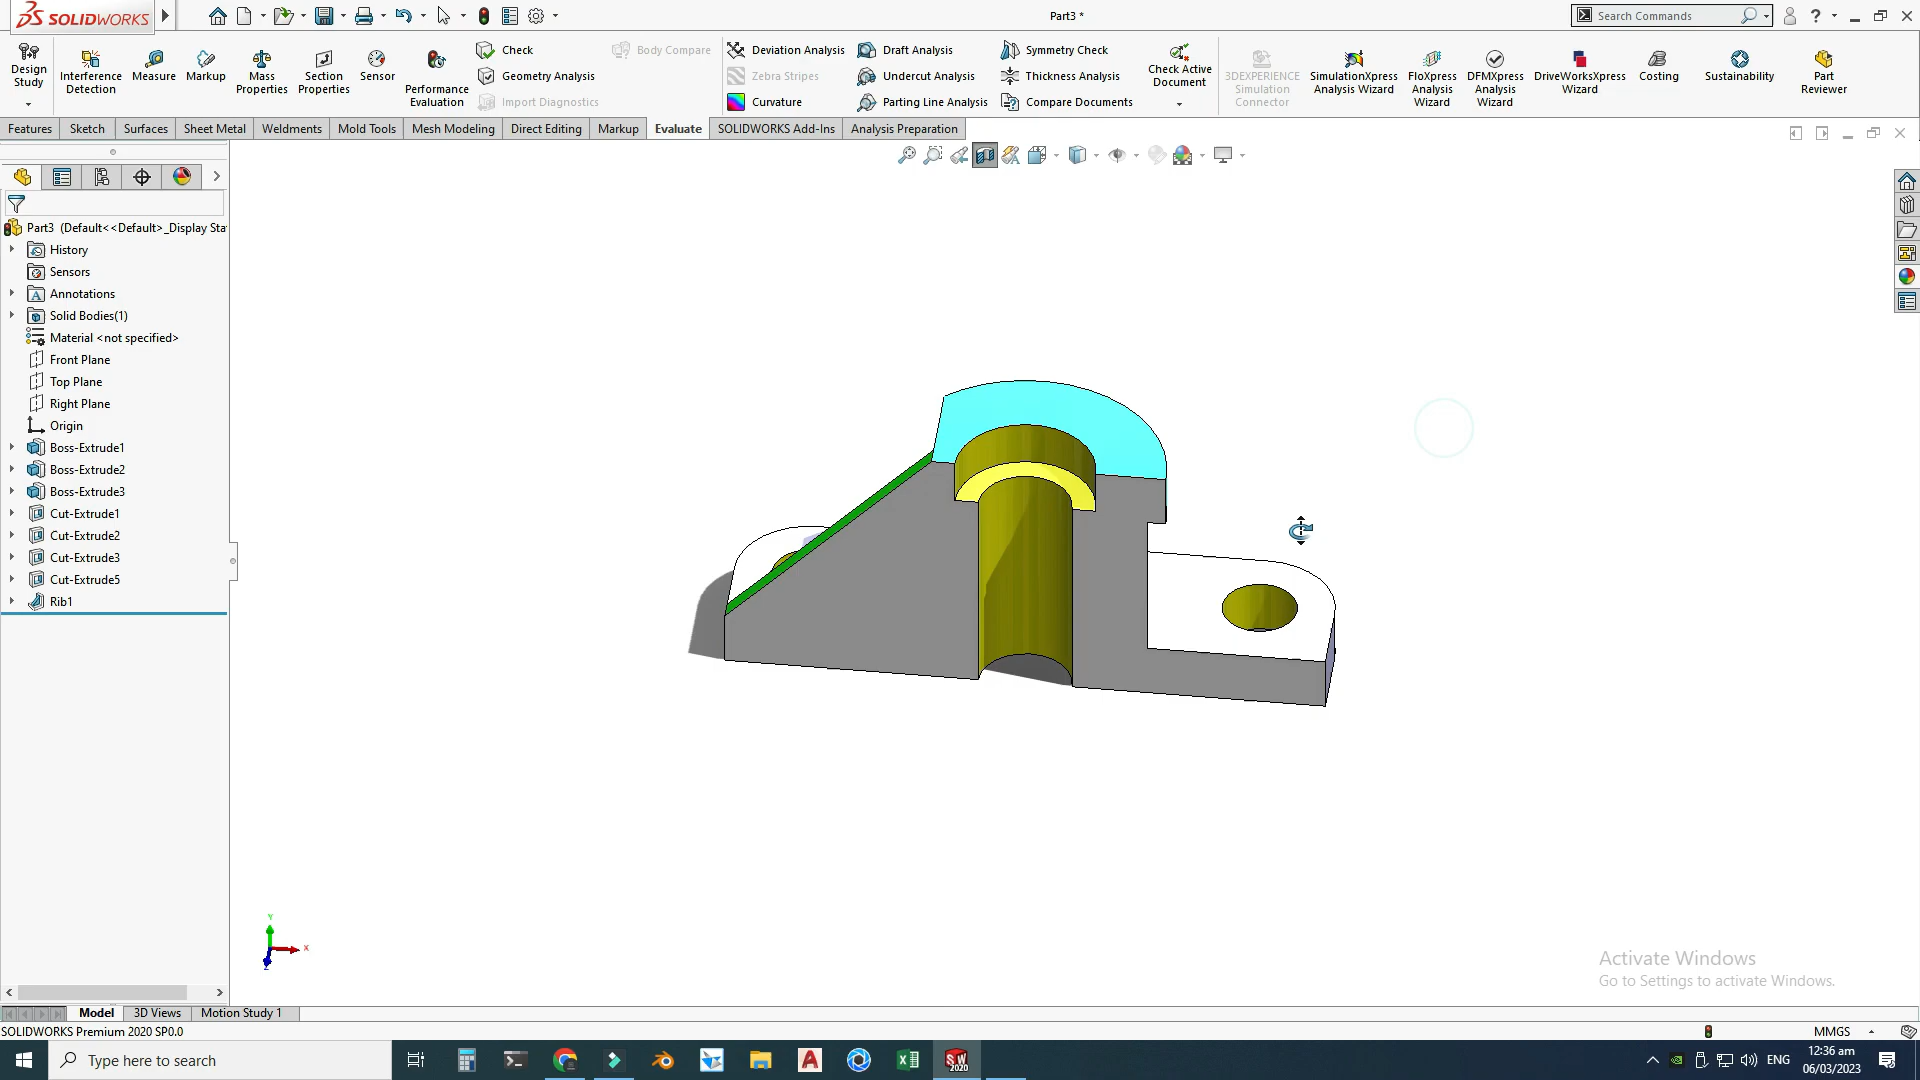 SOLIDWORKS
Part3 *
Search Commands
Design Study
Interference Detection
Measure
Markup
Mass Properties
Section Properties
Sensor
Performance Evaluation
Check
Geometry Analysis
Import Diagnostics
Body Compare
Deviation Analysis
Zebra Stripes
Curvature
Draft Analysis
Undercut Analysis
Parting Line Analysis
Symmetry Check
Thickness Analysis
Compare Documents
Check Active Document
3DEXPERIENCE Simulation Connector
SimulationXpress Analysis Wizard
FloXpress Analysis Wizard
DFMXpress Analysis Wizard
DriveWorksXpress Wizard
Costing
Sustainability
Part Reviewer
Features
Sketch
Surfaces
Sheet Metal
Weldments
Mold Tools
Mesh Modeling
Direct Editing
Markup
Evaluate
SOLIDWORKS Add-Ins
Analysis Preparation
Part3 (Default<<Default>_Display Sta
History
Sensors
Annotations
Solid Bodies(1)
Material <not specified>
Front Plane
Top Plane
Right Plane
Origin
Boss-Extrude1
Boss-Extrude2
Boss-Extrude3
Cut-Extrude1
Cut-Extrude2
Cut-Extrude3
Cut-Extrude5
Rib1
Y
X
Z
Activate Windows
Go to Settings to activate Windows.
Model
3D Views
Motion Study 1
SOLIDWORKS Premium 2020 SP0.0
MMGS
Type here to search
SW
2020
ENG
12:36 am
06/03/2023